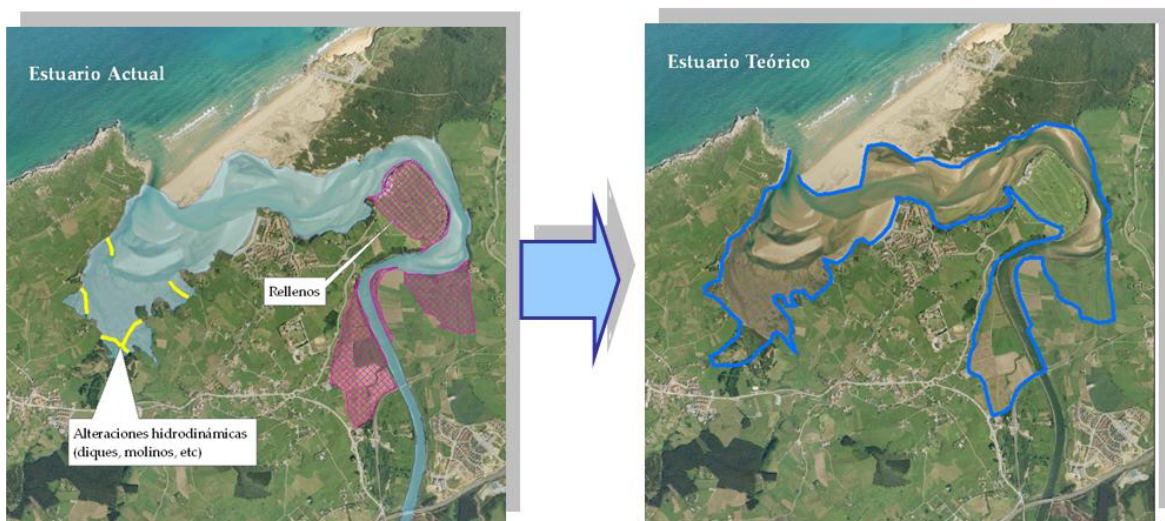 Estuario Actual
Rellenos
Alteraciones hidrodinámicas
(diques, molinos, etc)
Estuario Teórico